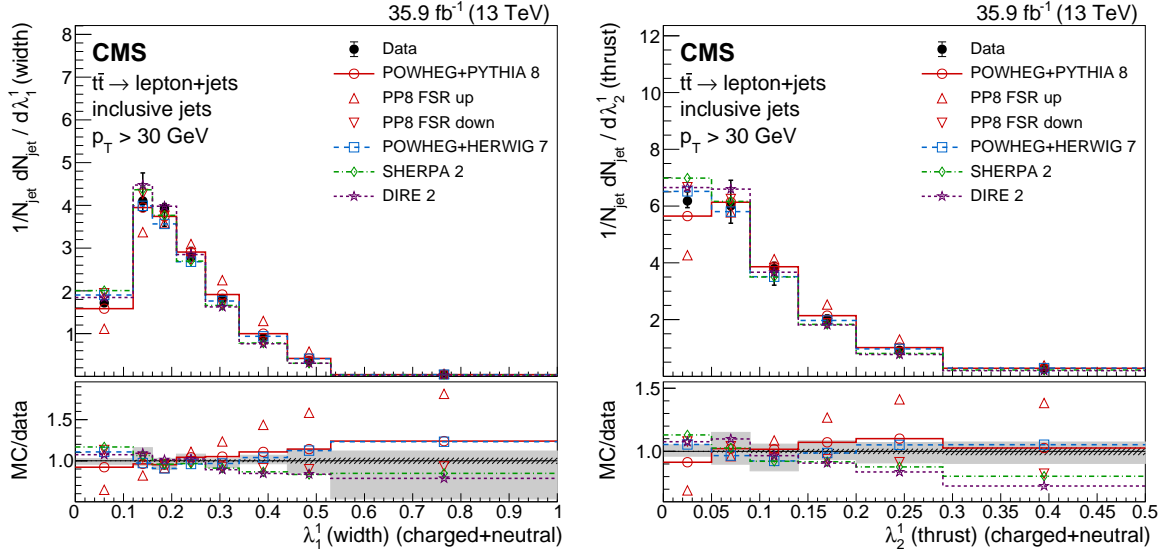 35.9 fb⁻¹ (13 TeV)
1/N_jet dN_jet / dλ¹₁ (width)
8
7
6
5
4
3
2
1
CMS
tt̄ → lepton+jets
inclusive jets
p_T > 30 GeV
Data
POWHEG+PYTHIA 8
PP8 FSR up
PP8 FSR down
POWHEG+HERWIG 7
SHERPA 2
DIRE 2
MC/data
1.5
1.0
0 0.1 0.2 0.3 0.4 0.5 0.6 0.7 0.8 0.9 1
λ¹₁ (width) (charged+neutral)
35.9 fb⁻¹ (13 TeV)
1/N_jet dN_jet / dλ¹₂ (thrust)
12
10
8
6
4
2
CMS
tt̄ → lepton+jets
inclusive jets
p_T > 30 GeV
Data
POWHEG+PYTHIA 8
PP8 FSR up
PP8 FSR down
POWHEG+HERWIG 7
SHERPA 2
DIRE 2
MC/data
1.5
1.0
0 0.05 0.1 0.15 0.2 0.25 0.3 0.35 0.4 0.45 0.5
λ¹₂ (thrust) (charged+neutral)